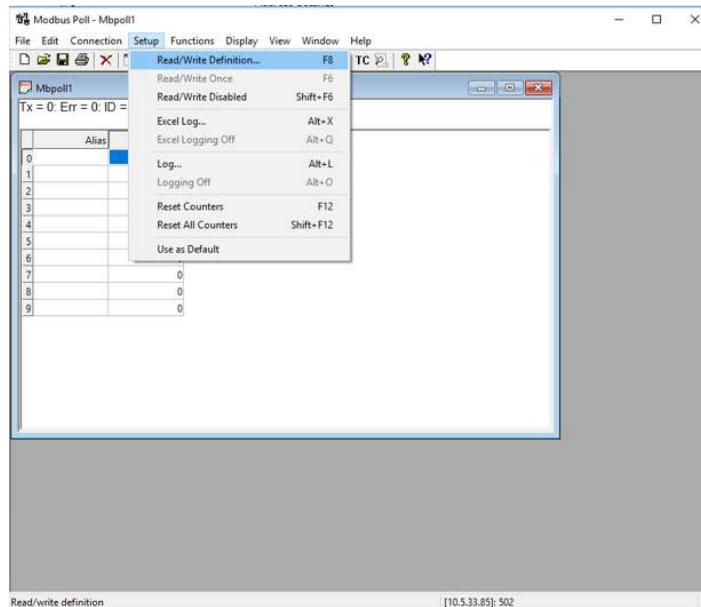 Modbus Poll - Mbpoll1
File Edit Connection Setup Functions Display View Window Help
TC
Mbpoll1
Tx = 0: Err = 0: ID =
Alias
0
1
2
3
4
5
6
7 0
8 0
9 0
Read/Write Definition... F8
Read/Write Once F6
Read/Write Disabled Shift+F6
Excel Log... Alt+X
Excel Logging Off Alt+Q
Log... Alt+L
Logging Off Alt+O
Reset Counters F12
Reset All Counters Shift+F12
Use as Default
Read/write definition [10.5.33.85]: 502